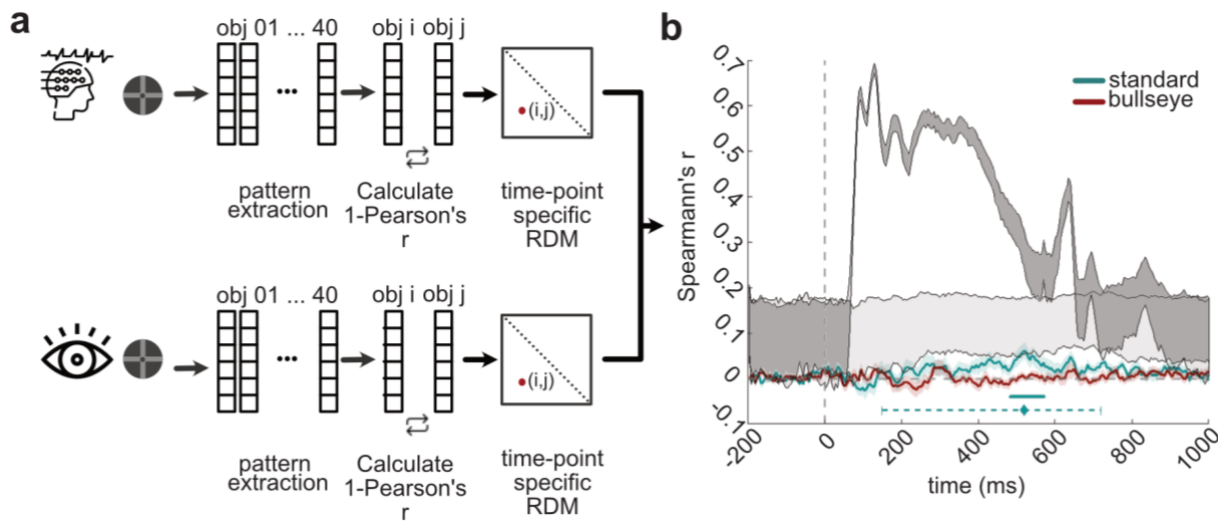 a
obj 01 ... 40
obj i obj j
...
(i,j)
pattern
extraction
Calculate
1-Pearson's
r
time-point
specific
RDM
obj 01 ... 40
obj i obj j
...
(i,j)
pattern
extraction
Calculate
1-Pearson's
r
time-point
specific
RDM
b
standard
bullseye
Spearmann's r
0.7
0.6
0.5
0.4
0.3
0.2
0.1
0
-0.1
-200
0
200
400
600
800
1000
time (ms)